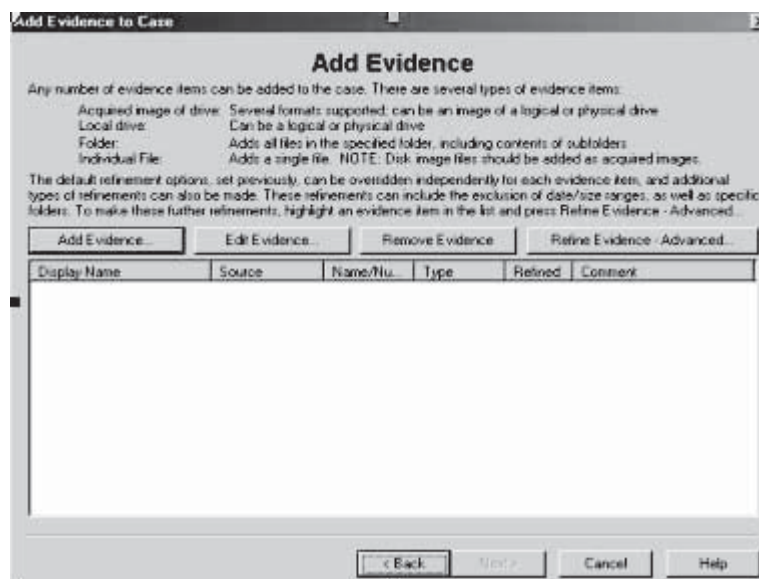 Add Evidence to Case
Add Evidence
Any number of evidence items can be added to the case. There are several types of evidence items:
Acquired image of drive: Several formats supported; can be an image of a logical or physical drive
Local drive: Can be a logical or physical drive
Folder: Adds all files in the specified folder, including contents of subfolders
Individual File: Adds a single file. NOTE: Disk image files should be added as acquired images.
The default refinement options, set previously, can be overridden independently for each evidence item, and additional
types of refinements can also be made. These refinements can include the exclusion of date/size ranges, as well as specific
folders. To make these further refinements, highlight an evidence item in the list and press Refine Evidence - Advanced...
Add Evidence... Edit Evidence... Remove Evidence Refine Evidence - Advanced...
Display Name Source Name/Nu... Type Refined Comment
< Back Next > Cancel Help